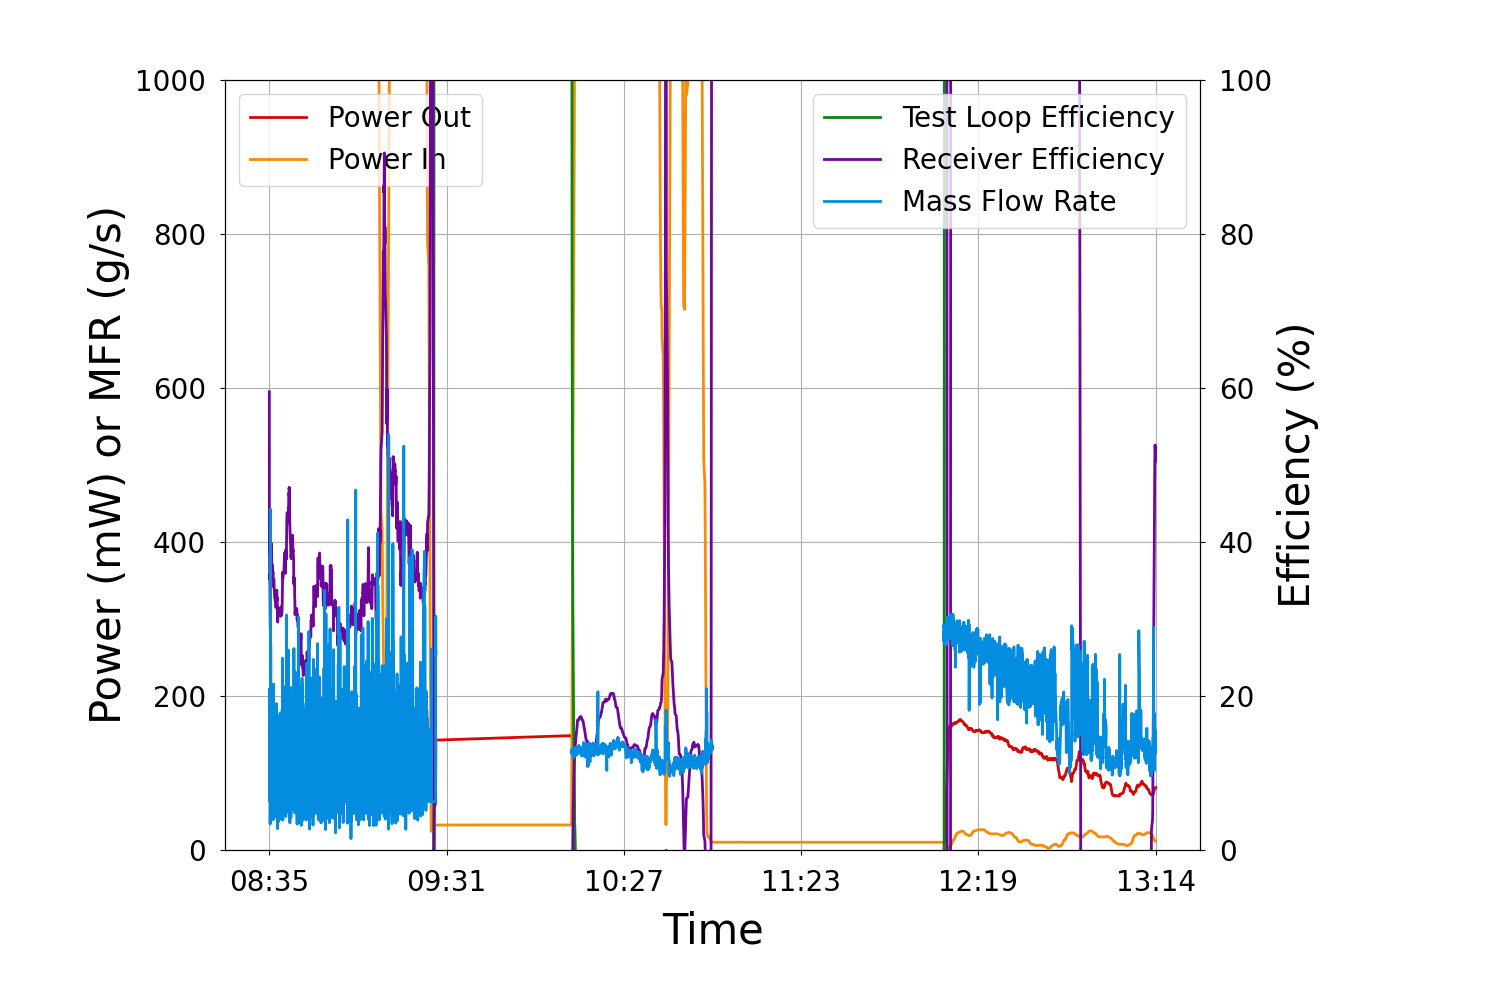 1000
800
600
400
200
0
Power (mW) or MFR (g/s)
Power Out
Power In
Test Loop Efficiency
Receiver Efficiency
Mass Flow Rate
100
80
60
40
20
0
Efficiency (%)
08:35 09:31 10:27 11:23 12:19 13:14
Time